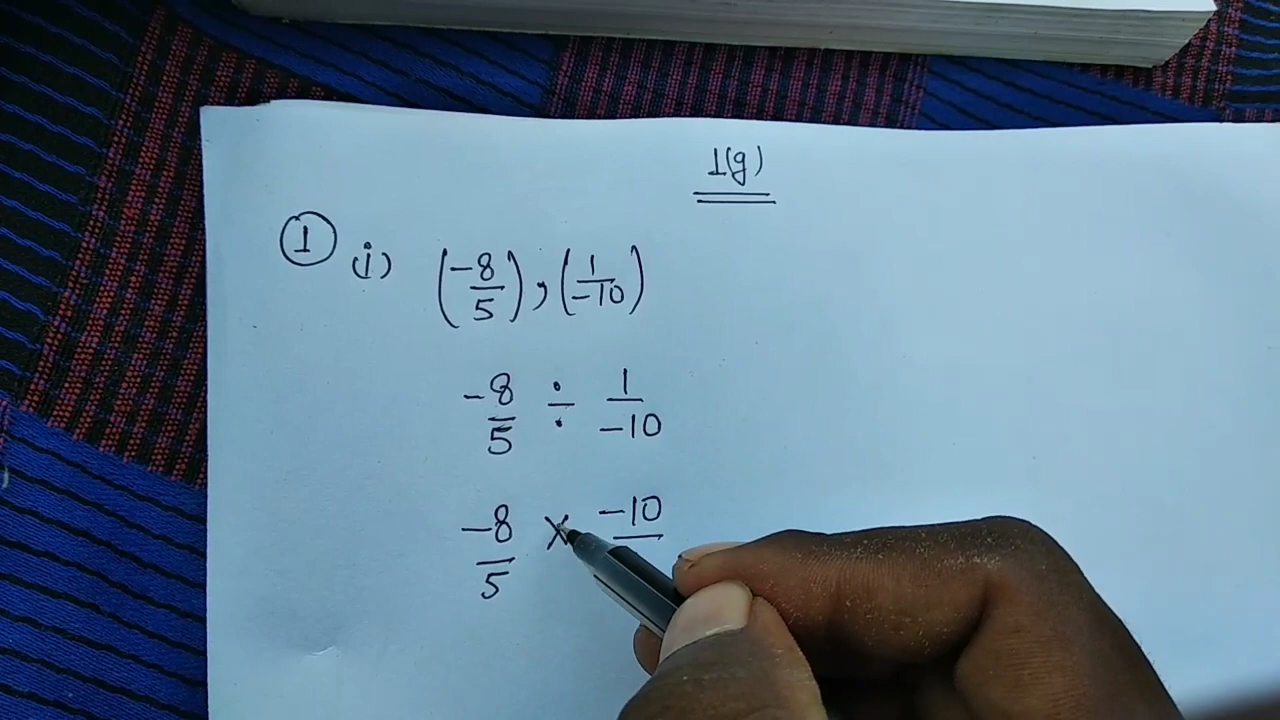 1(g)
1 (i) (-8/5), (1/-10)
-8/5 ÷ 1/-10
-8/5 × -10/